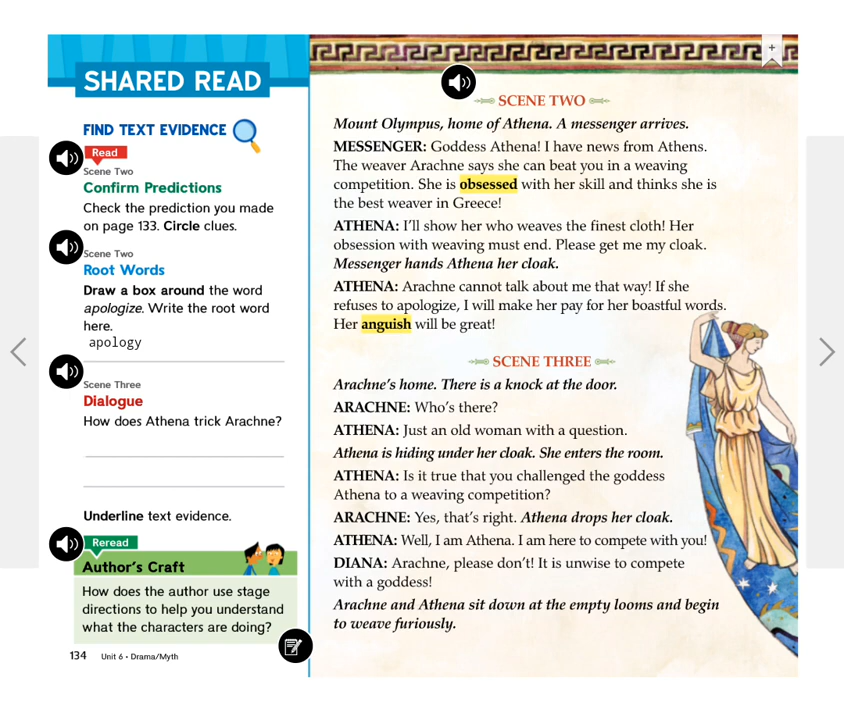 SHARED READ
FIND TEXT EVIDENCE
Read
Scene Two
Confirm Predictions
Check the prediction you made
on page 133. Circle clues.
Scene Two
Root Words
Draw a box around the word
apologize. Write the root word
here.
apology
Scene Three
Dialogue
How does Athena trick Arachne?
Underline text evidence.
Reread
Author's Craft
How does the author use stage
directions to help you understand
what the characters are doing?
134 Unit 6 • Drama/Myth
SCENE TWO
Mount Olympus, home of Athena. A messenger arrives.
MESSENGER: Goddess Athena! I have news from Athens.
The weaver Arachne says she can beat you in a weaving
competition. She is obsessed with her skill and thinks she is
the best weaver in Greece!
ATHENA: I'll show her who weaves the finest cloth! Her
obsession with weaving must end. Please get me my cloak.
Messenger hands Athena her cloak.
ATHENA: Arachne cannot talk about me that way! If she
refuses to apologize, I will make her pay for her boastful words.
Her anguish will be great!
SCENE THREE
Arachne's home. There is a knock at the door.
ARACHNE: Who's there?
ATHENA: Just an old woman with a question.
Athena is hiding under her cloak. She enters the room.
ATHENA: Is it true that you challenged the goddess
Athena to a weaving competition?
ARACHNE: Yes, that's right. Athena drops her cloak.
ATHENA: Well, I am Athena. I am here to compete with you!
DIANA: Arachne, please don't! It is unwise to compete
with a goddess!
Arachne and Athena sit down at the empty looms and begin
to weave furiously.